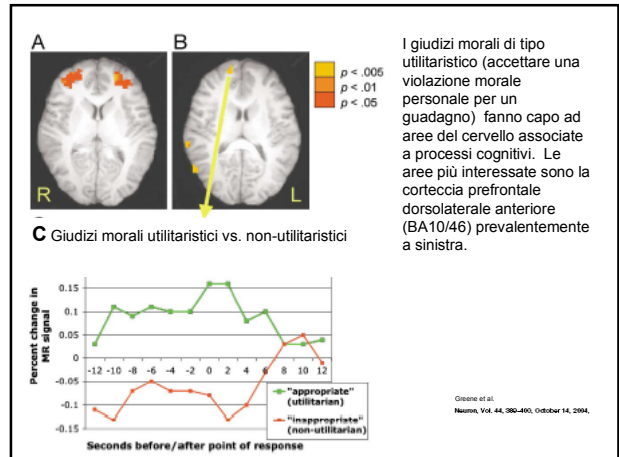 A
B
p < .005
p < .01
p < .05
R
L
I giudizi morali di tipo
utilitaristico (accettare una
violazione morale
personale per un
guadagno) fanno capo ad
aree del cervello associate
a processi cognitivi. Le
aree più interessate sono la
corteccia prefrontale
dorsolaterale anteriore
(BA10/46) prevalentemente
a sinistra.
C Giudizi morali utilitaristici vs. non-utilitaristici
Percent change in
MR signal
0.15
0.1
0.05
0
-0.05
-0.1
-0.15
-12 -10 -8 -6 -4 -2 0 2 4 6 8 10 12
"appropriate"
(utilitarian)
"inappropriate"
(non-utilitarian)
Seconds before/after point of response
Greene et al.
Neuron, Vol. 44, 389–400, October 14, 2004,